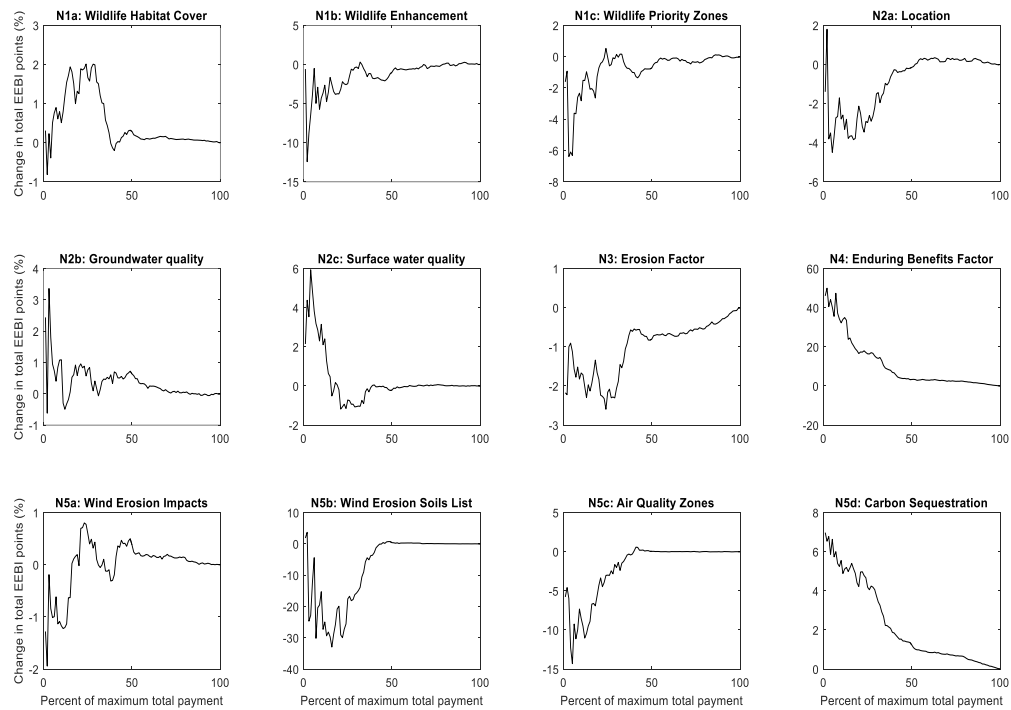 N1a: Wildlife Habitat Cover
N1b: Wildlife Enhancement
N1c: Wildlife Priority Zones
N2a: Location
Change in total EEBI points (%)
3
2
1
0
-1
0 50 100
5
0
-5
-10
-15
0 50 100
2
0
-2
-4
-6
-8
0 50 100
2
0
-2
-4
-6
0 50 100
N2b: Groundwater quality
N2c: Surface water quality
N3: Erosion Factor
N4: Enduring Benefits Factor
Change in total EEBI points (%)
4
3
2
1
0
-1
0 50 100
6
4
2
0
-2
0 50 100
1
0
-1
-2
-3
0 50 100
60
40
20
0
-20
0 50 100
N5a: Wind Erosion Impacts
N5b: Wind Erosion Soils List
N5c: Air Quality Zones
N5d: Carbon Sequestration
Change in total EEBI points (%)
1
0
-1
-2
0 50 100
Percent of maximum total payment
10
0
-10
-20
-30
-40
0 50 100
Percent of maximum total payment
5
0
-5
-10
-15
0 50 100
Percent of maximum total payment
8
6
4
2
0
0 50 100
Percent of maximum total payment